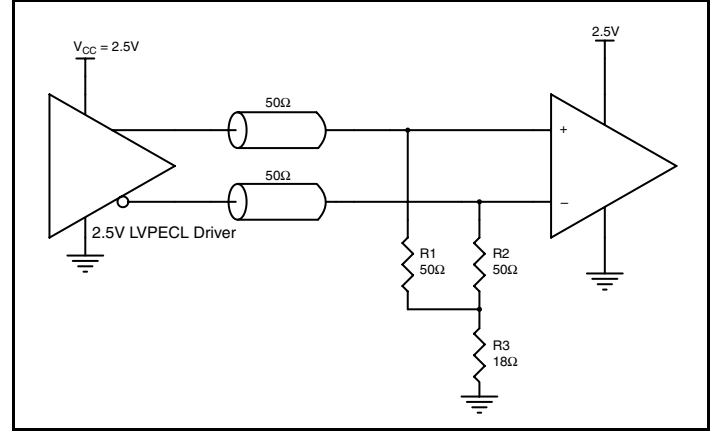 V_CC = 2.5V
2.5V
50Ω
+
50Ω
−
2.5V LVPECL Driver
R1
50Ω
R2
50Ω
R3
18Ω